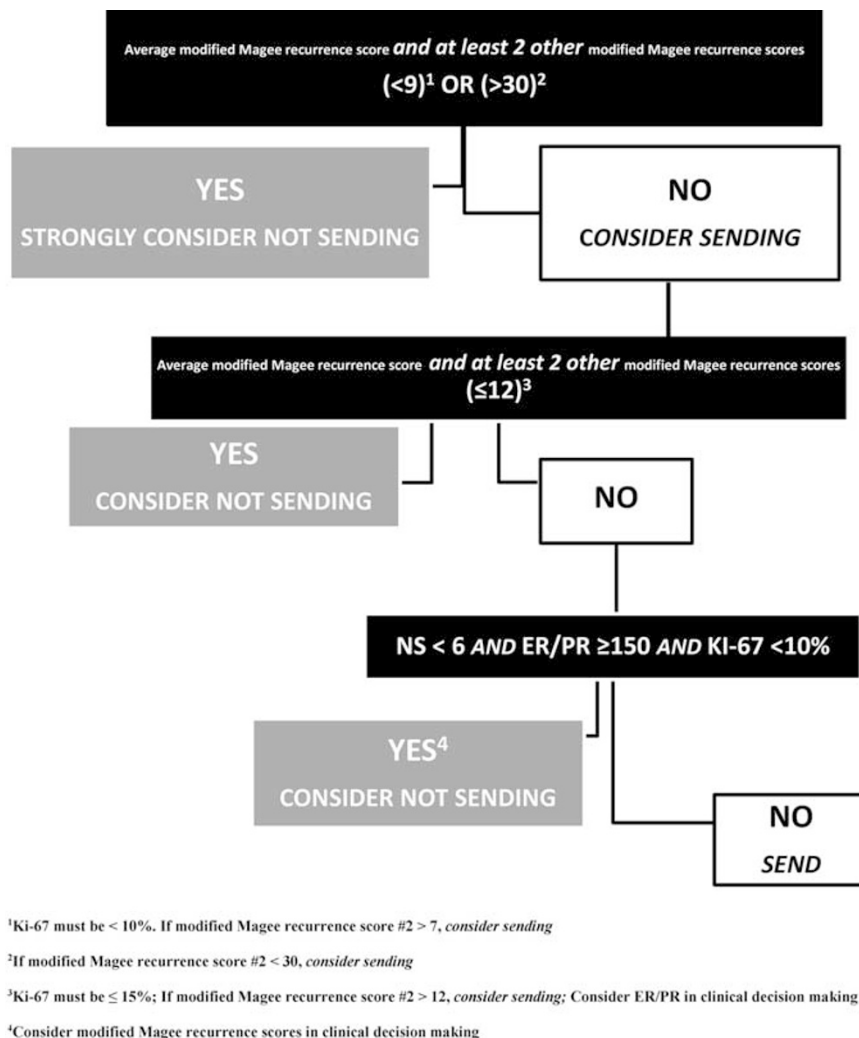 Average modified Magee recurrence score and at least 2 other modified Magee recurrence scores
(<9)¹ OR (>30)²
YES
STRONGLY CONSIDER NOT SENDING
NO
CONSIDER SENDING
Average modified Magee recurrence score and at least 2 other modified Magee recurrence scores
(≤12)³
YES
CONSIDER NOT SENDING
NO
NS < 6 AND ER/PR ≥150 AND KI-67 <10%
YES⁴
CONSIDER NOT SENDING
NO
SEND
¹Ki-67 must be < 10%. If modified Magee recurrence score #2 > 7, consider sending
²If modified Magee recurrence score #2 < 30, consider sending
³Ki-67 must be ≤ 15%; If modified Magee recurrence score #2 > 12, consider sending; Consider ER/PR in clinical decision making
⁴Consider modified Magee recurrence scores in clinical decision making